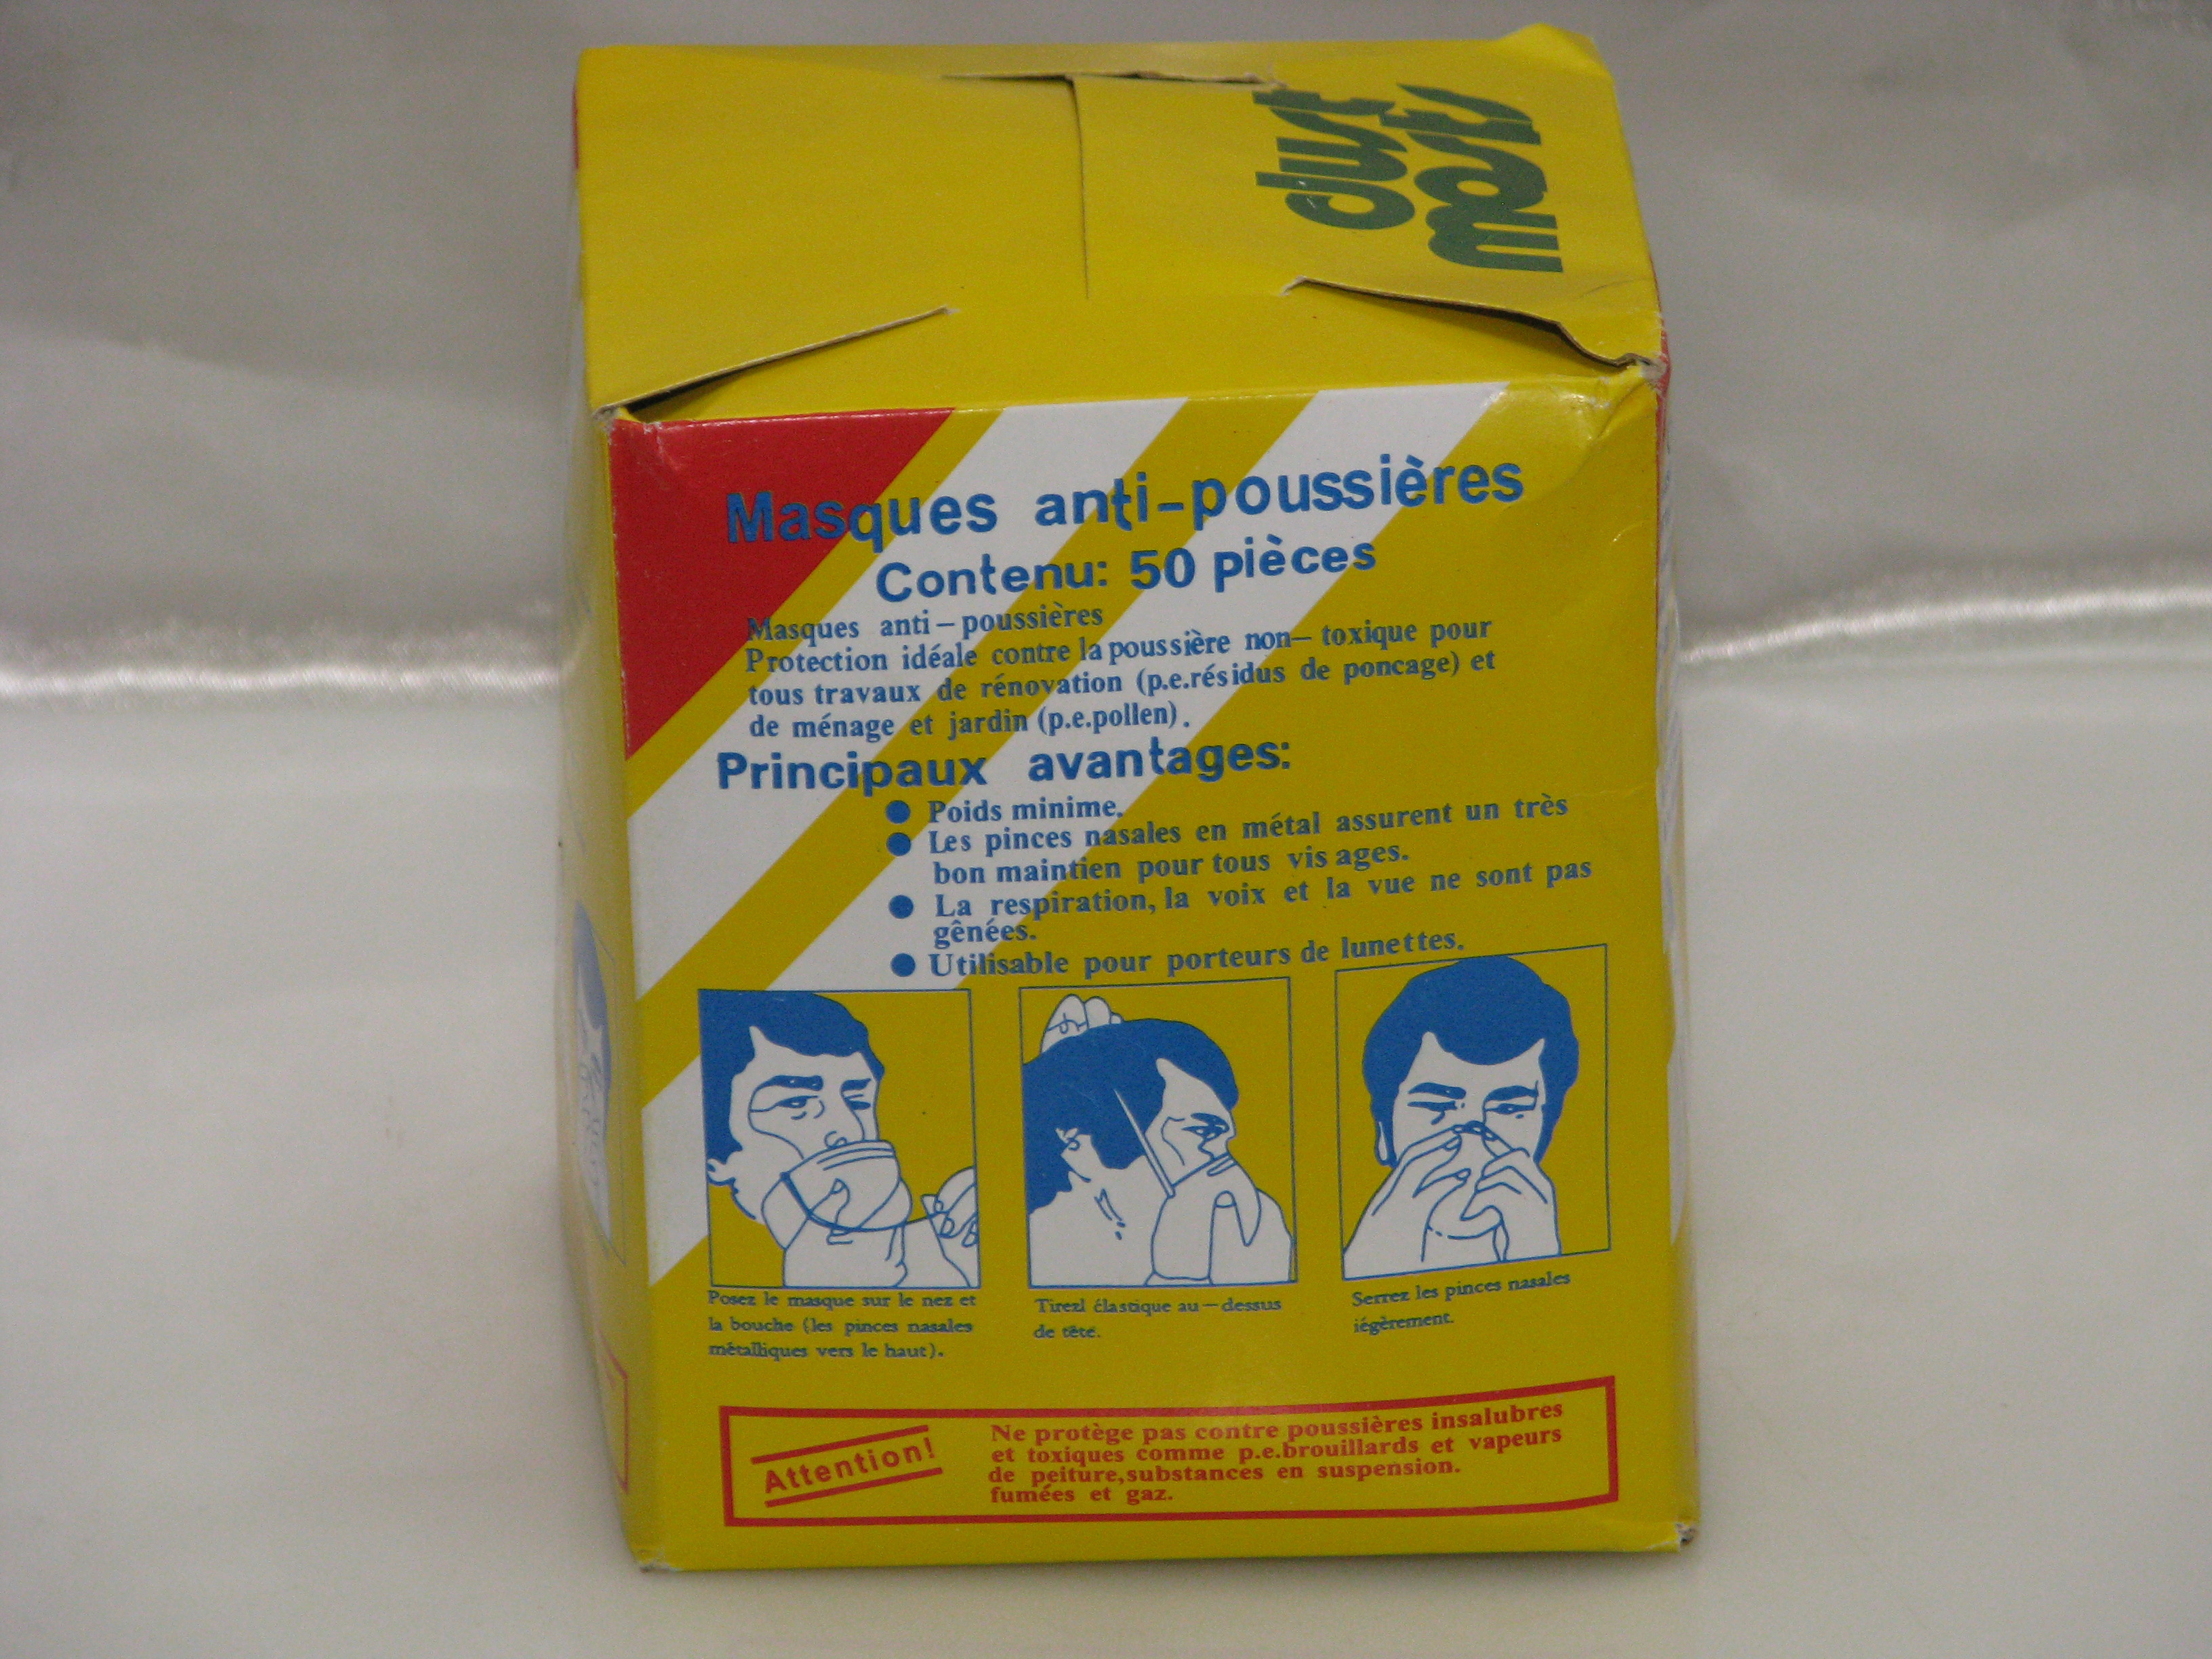 dust
mask
Masques anti-poussières
Contenu: 50 pièces
Masques anti-poussières
Protection idéale contre la poussière non-toxique pour
tous travaux de rénovation (p.e.résidus de poncage) et
de ménage et jardin (p.e.pollen).
Principaux avantages:
● Poids minime.
● Les pinces nasales en métal assurent un très
bon maintien pour tous vis ages.
● La respiration, la voix et la vue ne sont pas
gênées.
● Utilisable pour porteurs de lunettes.
Posez le masque sur le nez et
la bouche (les pinces nasales
métalliques vers le haut).
Tirezl élastique au-dessus
de tête.
Serrez les pinces nasales
iégèrement.
Attention!
Ne protège pas contre poussières insalubres
et toxiques comme p.e.brouillards et vapeurs
de peiture,substances en suspension.
fumées et gaz.